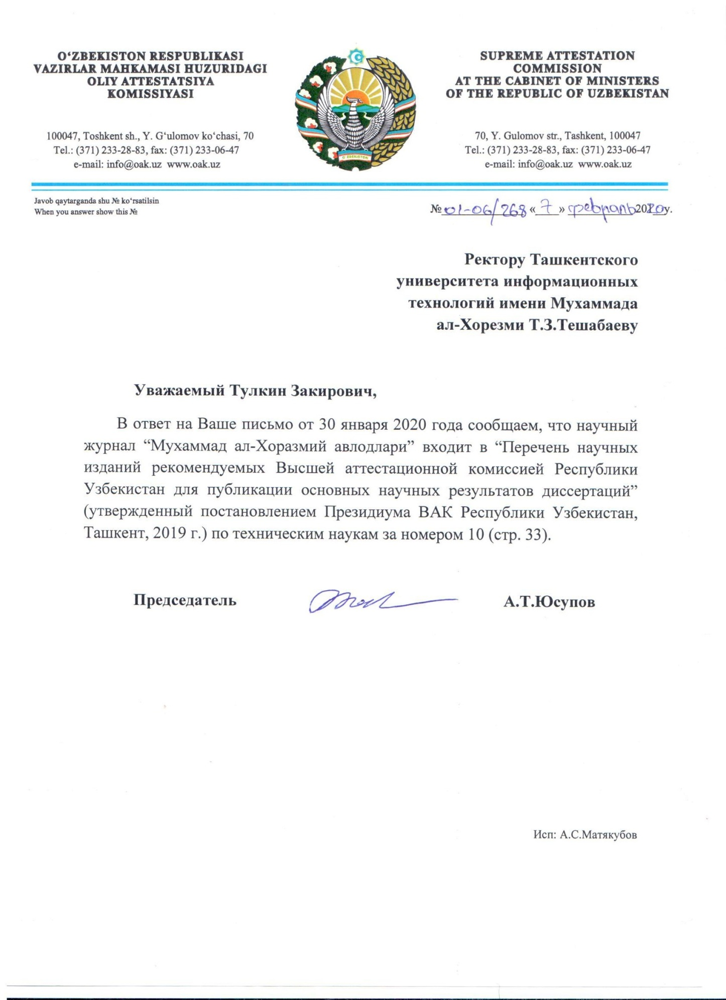 O‘ZBEKISTON RESPUBLIKASI
VAZIRLAR MAHKAMASI HUZURIDAGI
OLIY ATTESTATSIYA
KOMISSIYASI
100047, Toshkent sh., Y. G‘ulomov ko‘chasi, 70
Tel.: (371) 233-28-83, fax: (371) 233-06-47
e-mail: info@oak.uz www.oak.uz
O‘ZBEKISTON
SUPREME ATTESTATION
COMMISSION
AT THE CABINET OF MINISTERS
OF THE REPUBLIC OF UZBEKISTAN
70, Y. Gulomov str., Tashkent, 100047
Tel.: (371) 233-28-83, fax: (371) 233-06-47
e-mail: info@oak.uz www.oak.uz
Javob qaytarganda shu № ko‘rsatilsin
When you answer show this №
№ 01-06/268 « 7 » февраль 2020 y.
Ректору Ташкентского
университета информационных
технологий имени Мухаммада
ал-Хорезми Т.З.Тешабаеву
Уважаемый Тулкин Закирович,
В ответ на Ваше письмо от 30 января 2020 года сообщаем, что научный
журнал “Мухаммад ал-Хоразмий авлодлари” входит в “Перечень научных
изданий рекомендуемых Высшей аттестационной комиссией Республики
Узбекистан для публикации основных научных результатов диссертаций”
(утвержденный постановлением Президиума ВАК Республики Узбекистан,
Ташкент, 2019 г.) по техническим наукам за номером 10 (стр. 33).
Председатель А.Т.Юсупов
Исп: А.С.Матякубов